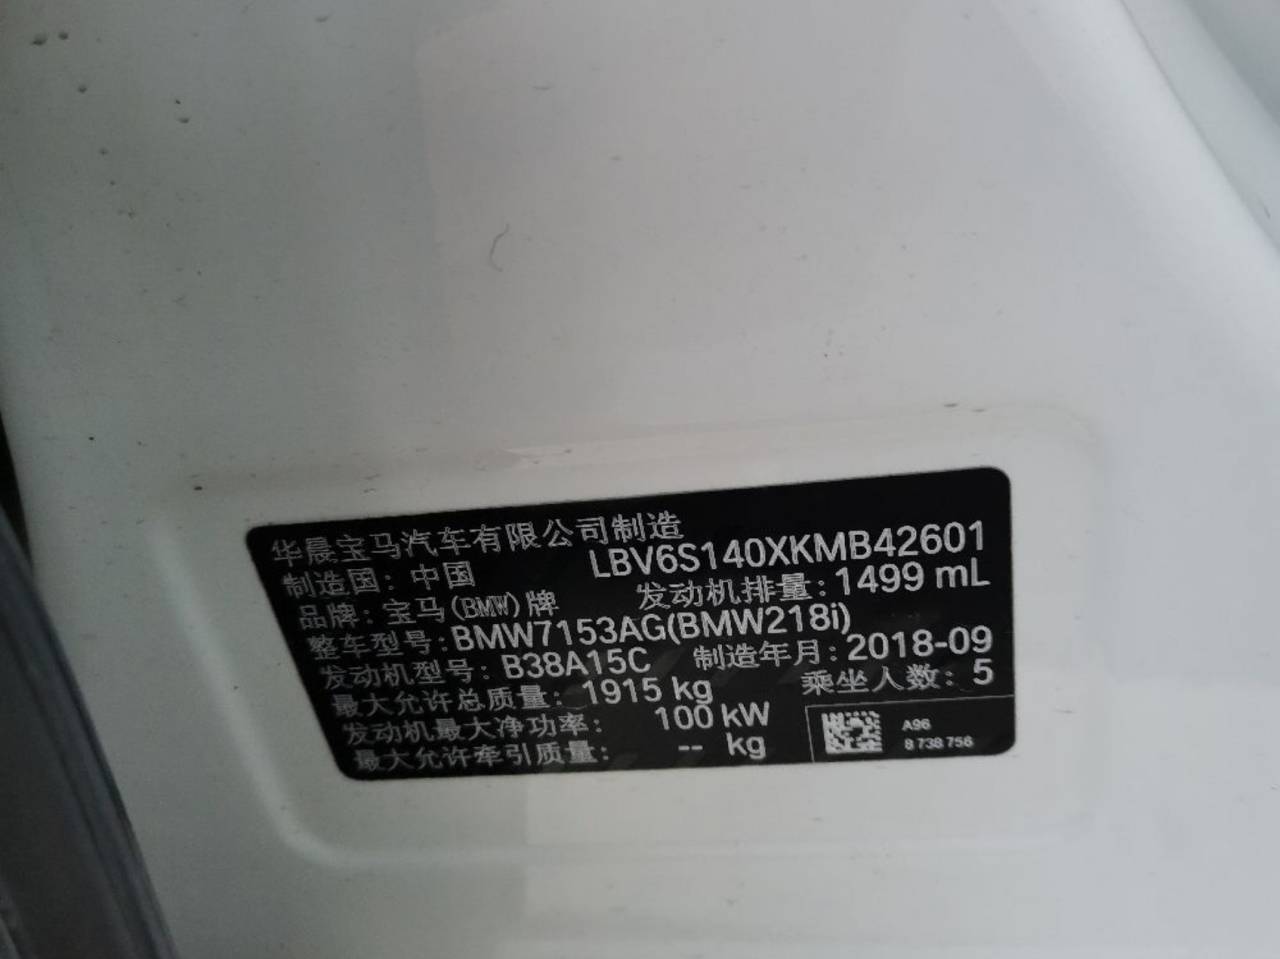 华晨宝马汽车有限公司制造
制造国: 中国 LBV6S140XKMB42601
品牌: 宝马(BMW)牌 发动机排量: 1499 mL
整车型号: BMW7153AG(BMW218i)
发动机型号: B38A15C 制造年月: 2018-09
最大允许总质量: 1915 kg 乘坐人数: 5
发动机最大净功率: 100 kW
最大允许牵引质量: -- kg
A96
8 738 756